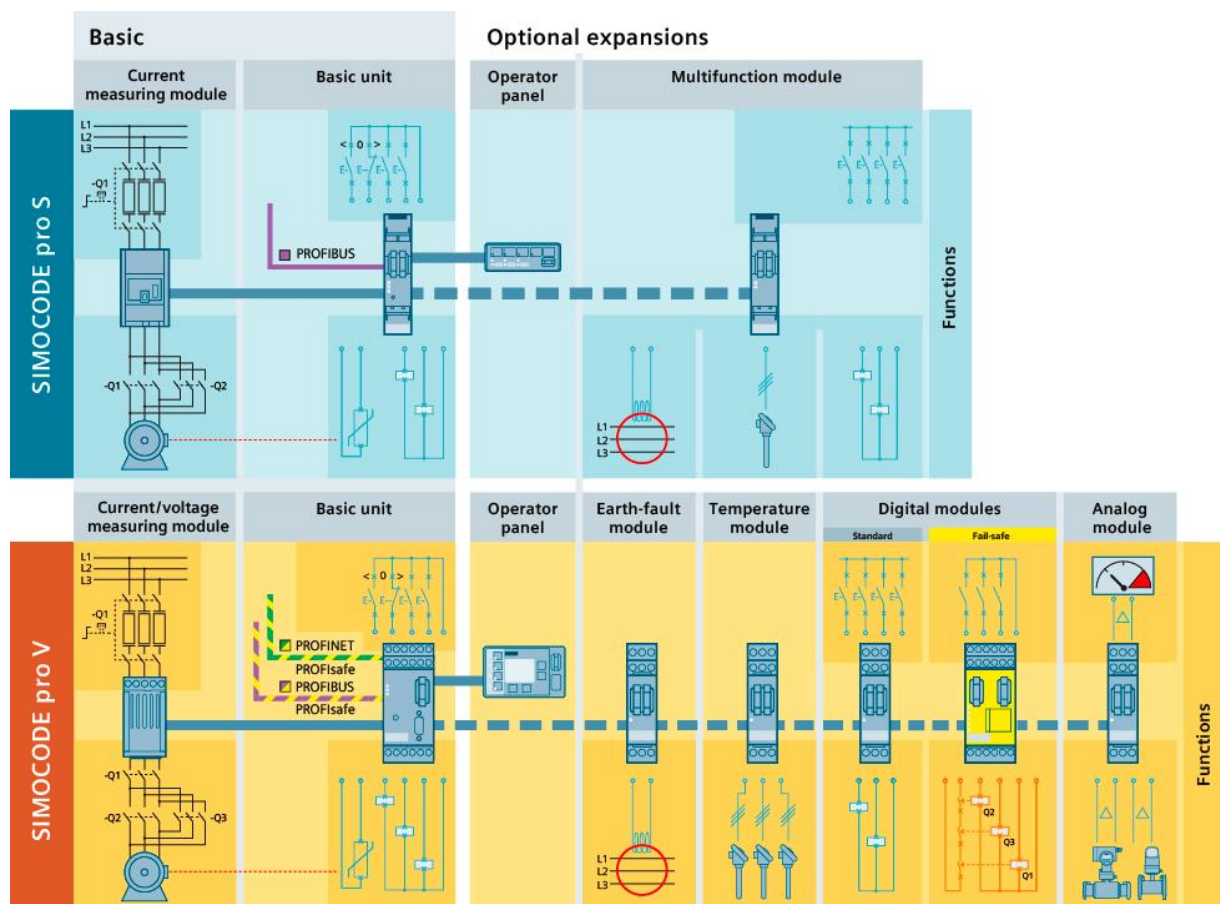 Basic
Optional expansions
Current
measuring module
Basic unit
Operator
panel
Multifunction module
SIMOCODE pro S
L1
L2
L3
-Q1
< 0 >
E E E E
PROFIBUS
E E E E
-Q1
-Q2
L1
L2
L3
Functions
Current/voltage
measuring module
Basic unit
Operator
panel
Earth-fault
module
Temperature
module
Digital modules
Standard
Fail-safe
Analog
module
SIMOCODE pro V
L1
L2
L3
-Q1
< 0 >
E E E E
PROFINET
PROFIsafe
PROFIBUS
PROFIsafe
E E E E
-Q1
-Q2
-Q3
L1
L2
L3
Q2
Q3
Q1
Functions